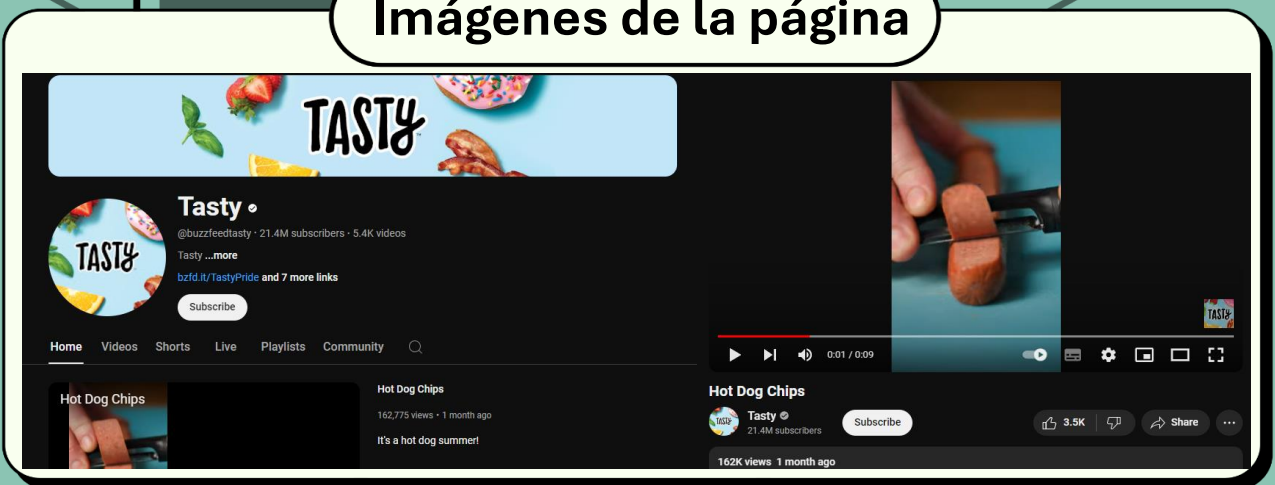 Imágenes de la página
TASTY
TASTY
Tasty
@buzzfeedtasty · 21.4M subscribers · 5.4K videos
Tasty ...more
bzfd.it/TastyPride and 7 more links
Subscribe
Home Videos Shorts Live Playlists Community
Hot Dog Chips
Hot Dog Chips
162,775 views • 1 month ago
It's a hot dog summer!
TASTY
0:01 / 0:09
Hot Dog Chips
TASTY
Tasty
21.4M subscribers
Subscribe
3.5K
Share
...
162K views 1 month ago